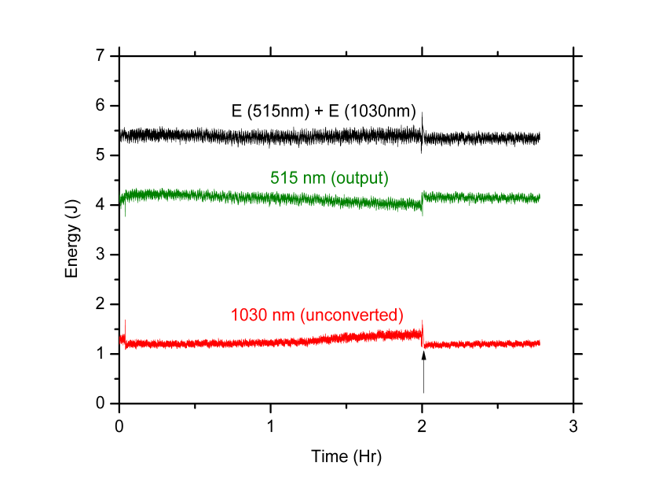 7
6
5
4
3
2
1
0
Energy (J)
E (515nm) + E (1030nm)
515 nm (output)
1030 nm (unconverted)
0 1 2 3
Time (Hr)